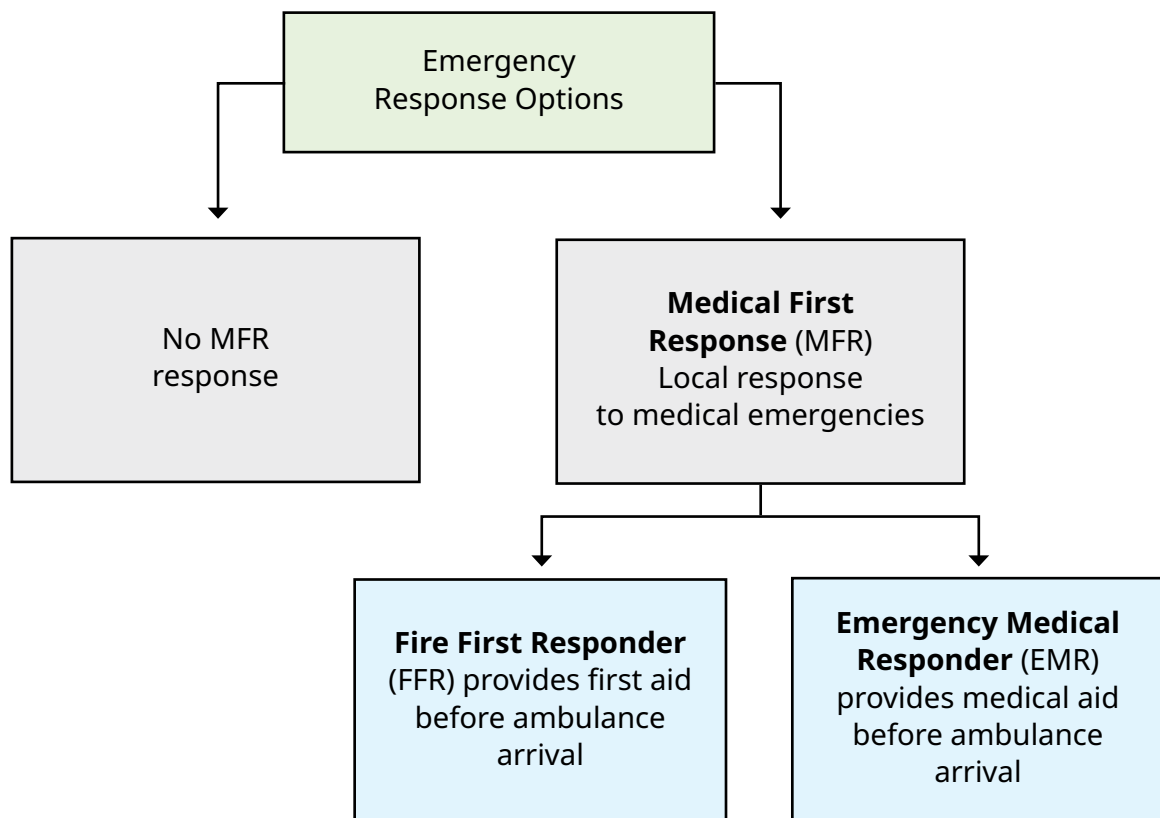 Emergency
Response Options
No MFR
response
Medical First
Response (MFR)
Local response
to medical emergencies
Fire First Responder
(FFR) provides first aid
before ambulance
arrival
Emergency Medical
Responder (EMR)
provides medical aid
before ambulance
arrival